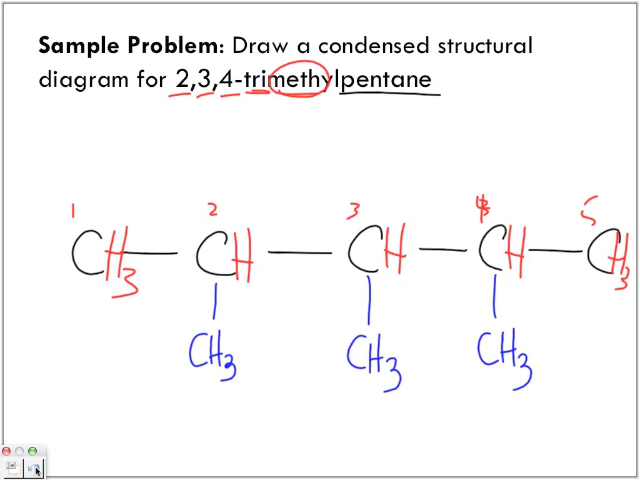 Sample Problem: Draw a condensed structural
diagram for 2,3,4-trimethylpentane
1 2 3 4 5
CH3 CH CH CH CH3
CH3 CH3 CH3